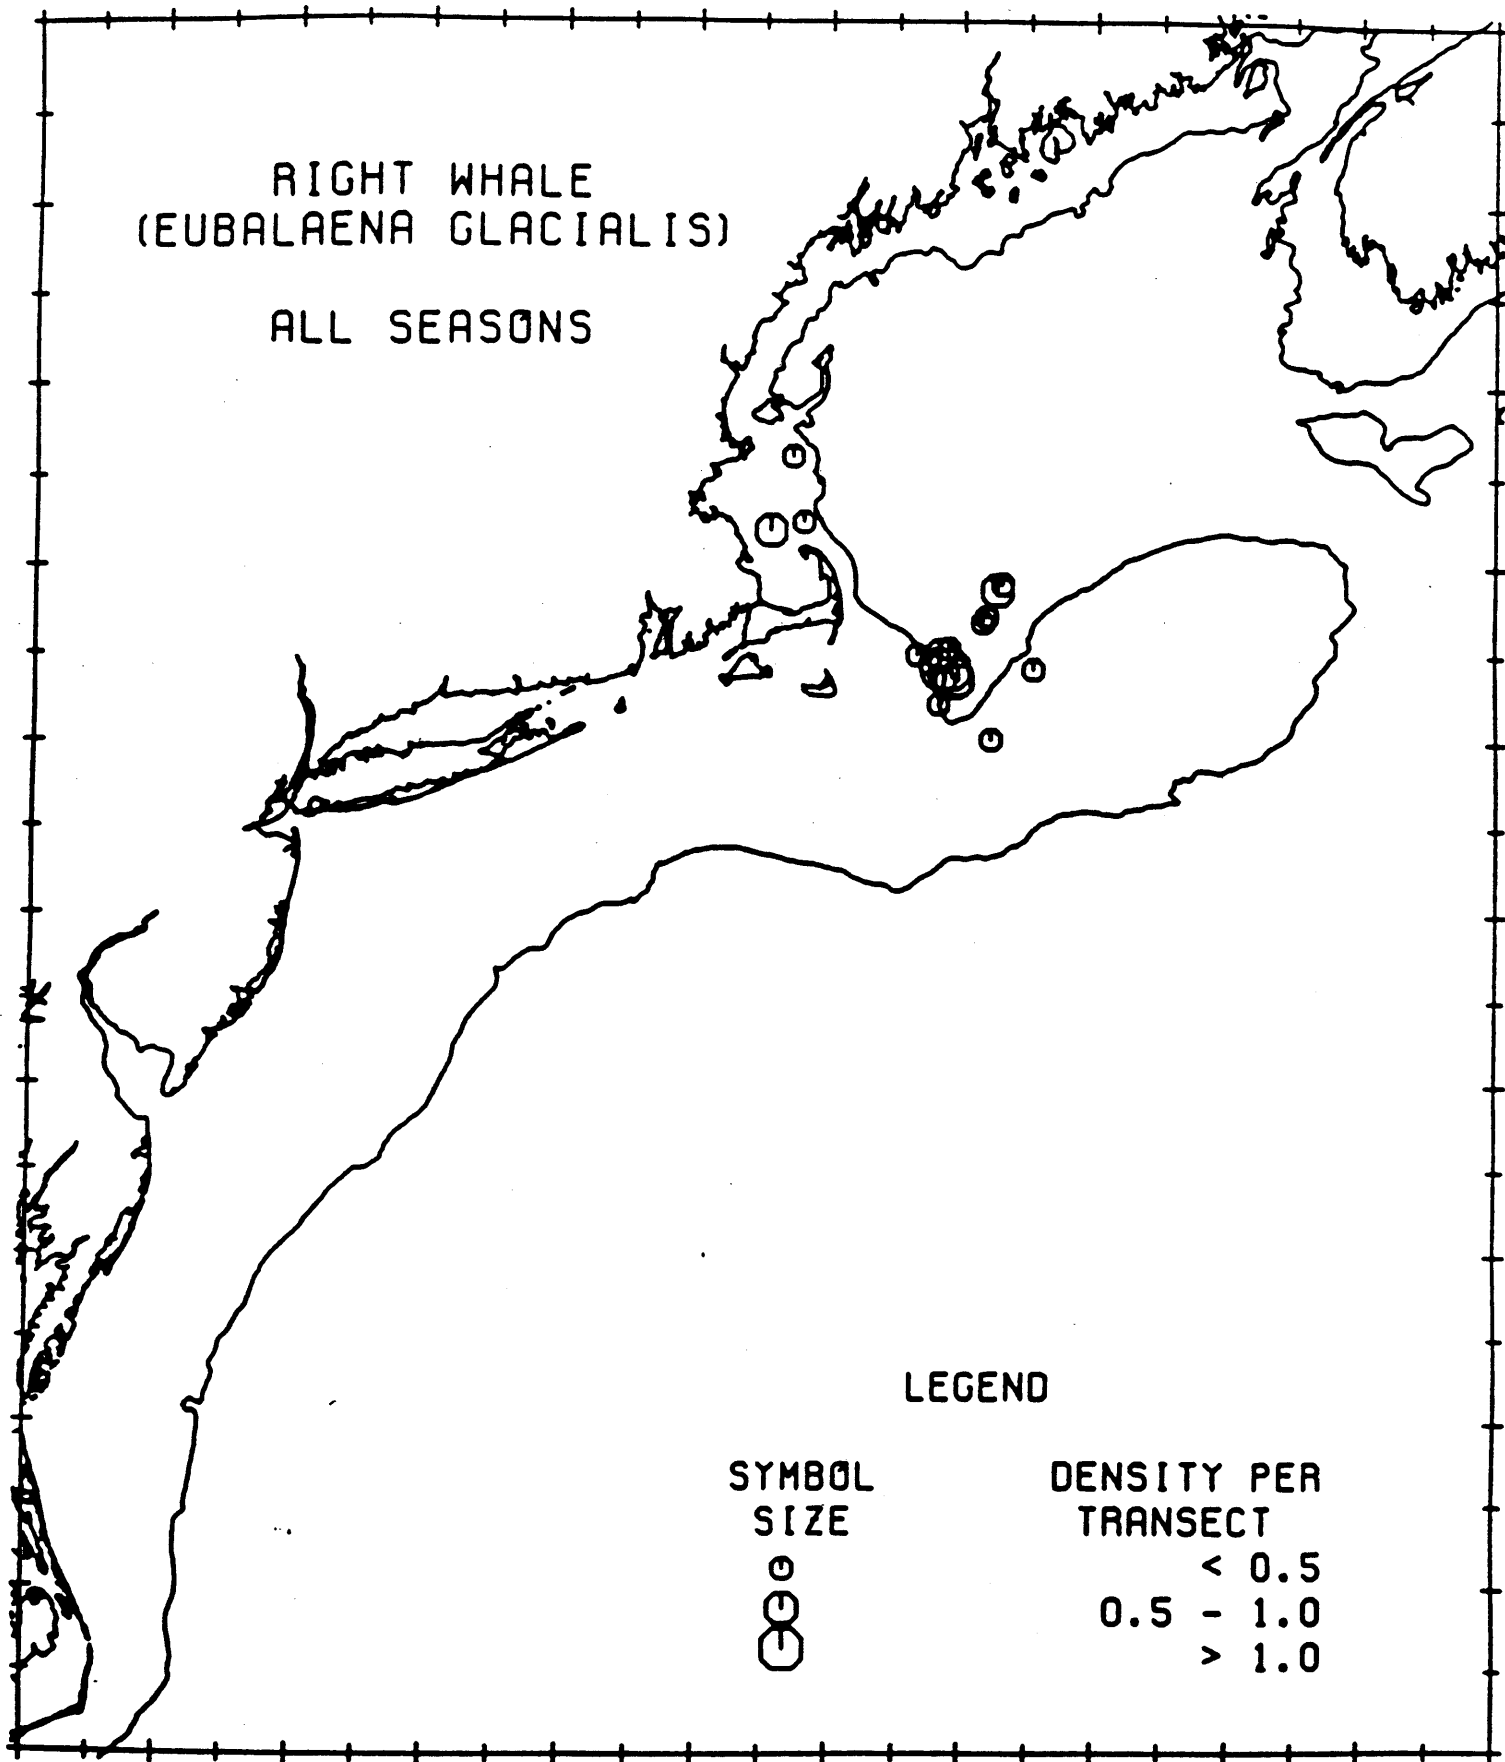 RIGHT WHALE
(EUBALAENA GLACIALIS)
ALL SEASONS
LEGEND
SYMBOL SIZE
DENSITY PER TRANSECT
< 0.5
0.5 - 1.0
> 1.0